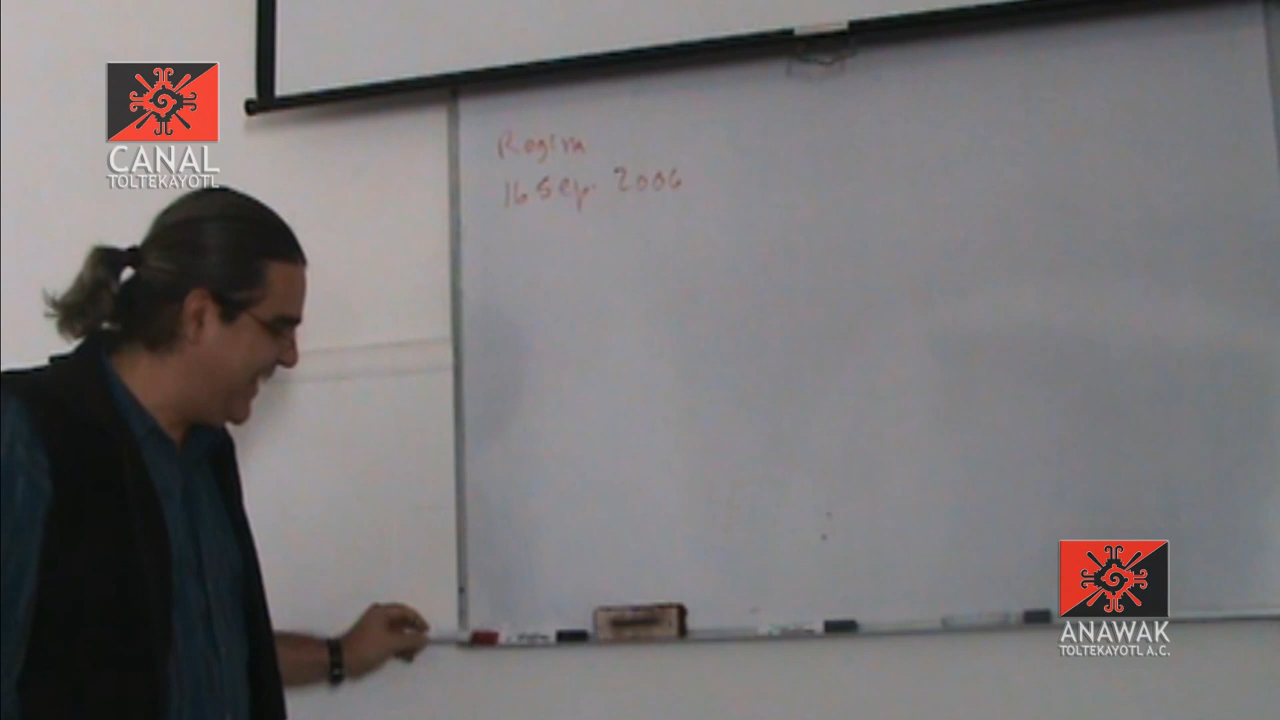 CANAL
TOLTEKAYOTL
Regina
16 Sep. 2006
ANAWAK
TOLTEKAYOTL A.C.